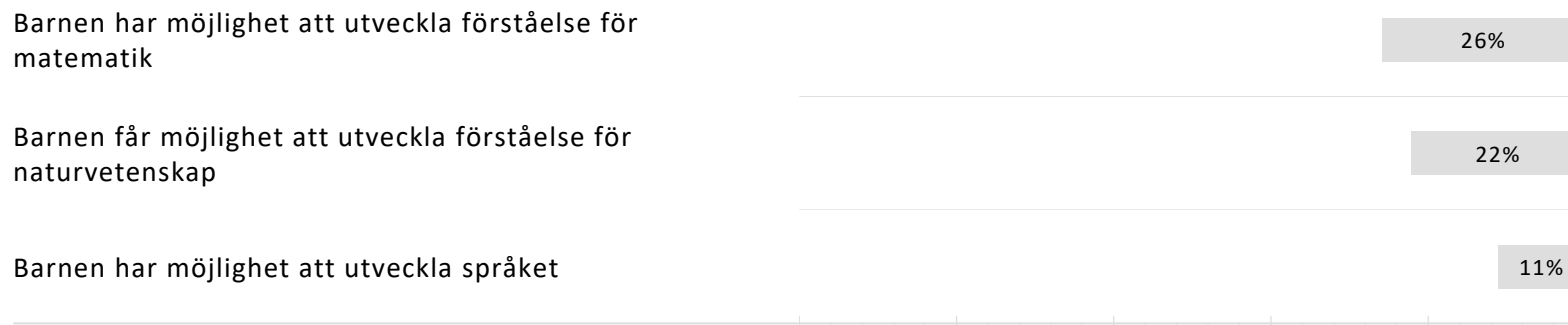 Barnen har möjlighet att utveckla förståelse för
matematik
26%
Barnen får möjlighet att utveckla förståelse för
naturvetenskap
22%
Barnen har möjlighet att utveckla språket
11%